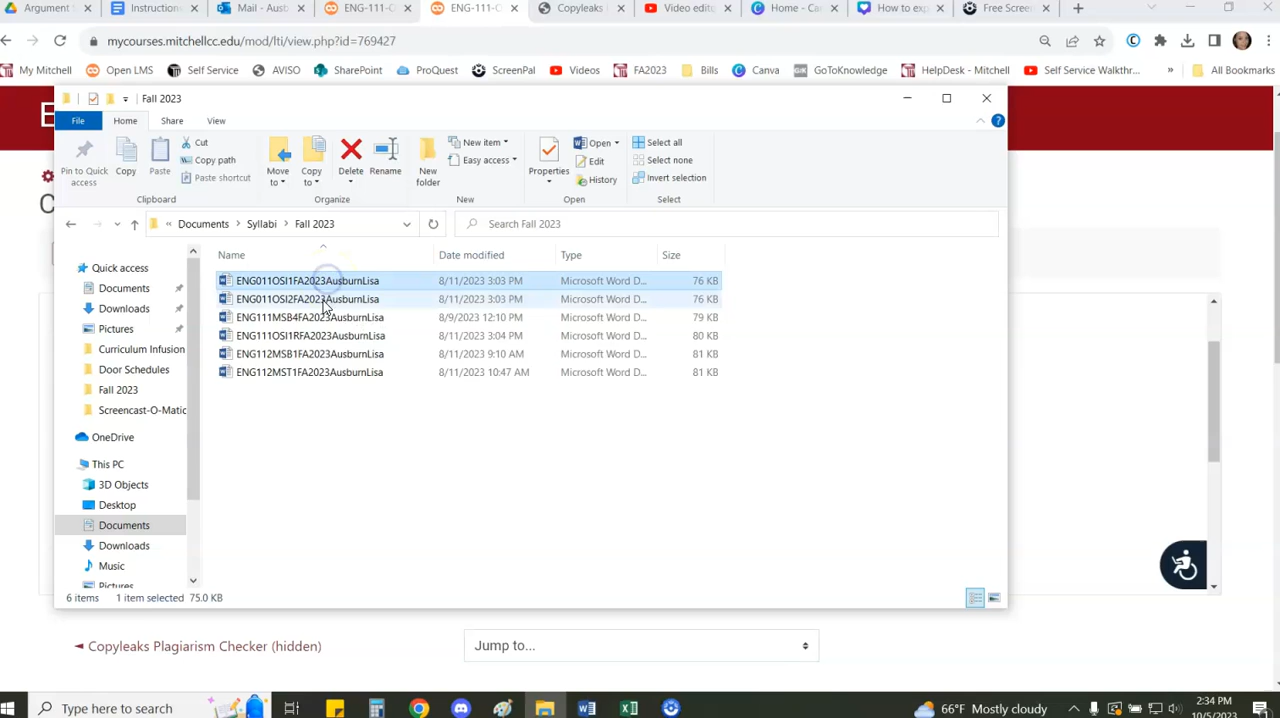 Argument S
Instruction
Mail - Ausb
ENG-111-O
ENG-111-O
Copyleaks P
Video edito
Home - Can
How to exp
Free Screen
mycourses.mitchellcc.edu/mod/lti/view.php?id=769427
My Mitchell
Open LMS
Self Service
AVISO
SharePoint
ProQuest
ScreenPal
Videos
FA2023
Bills
Canva
GoToKnowledge
HelpDesk - Mitchell
Self Service Walkthr...
»
All Bookmarks
Fall 2023
File Home Share View
Pin to Quick access
Copy
Paste
Cut
Copy path
Paste shortcut
Clipboard
Move to
Copy to
Delete
Rename
Organize
New folder
New item
Easy access
New
Properties
Open
Edit
History
Open
Select all
Select none
Invert selection
Select
« Documents > Syllabi > Fall 2023
Search Fall 2023
Name Date modified Type Size
ENG011OSI1FA2023AusburnLisa 8/11/2023 3:03 PM Microsoft Word D... 76 KB
ENG011OSI2FA2023AusburnLisa 8/11/2023 3:03 PM Microsoft Word D... 76 KB
ENG111MSB4FA2023AusburnLisa 8/9/2023 12:10 PM Microsoft Word D... 79 KB
ENG111OSI1RFA2023AusburnLisa 8/11/2023 3:04 PM Microsoft Word D... 80 KB
ENG112MSB1FA2023AusburnLisa 8/11/2023 9:10 AM Microsoft Word D... 81 KB
ENG112MST1FA2023AusburnLisa 8/11/2023 10:47 AM Microsoft Word D... 81 KB
Quick access
Documents
Downloads
Pictures
Curriculum Infusion
Door Schedules
Fall 2023
Screencast-O-Matic
OneDrive
This PC
3D Objects
Desktop
Documents
Downloads
Music
Pictures
6 items 1 item selected 75.0 KB
◄ Copyleaks Plagiarism Checker (hidden)
Jump to...
Type here to search
66°F Mostly cloudy
2:34 PM
10/5/2023